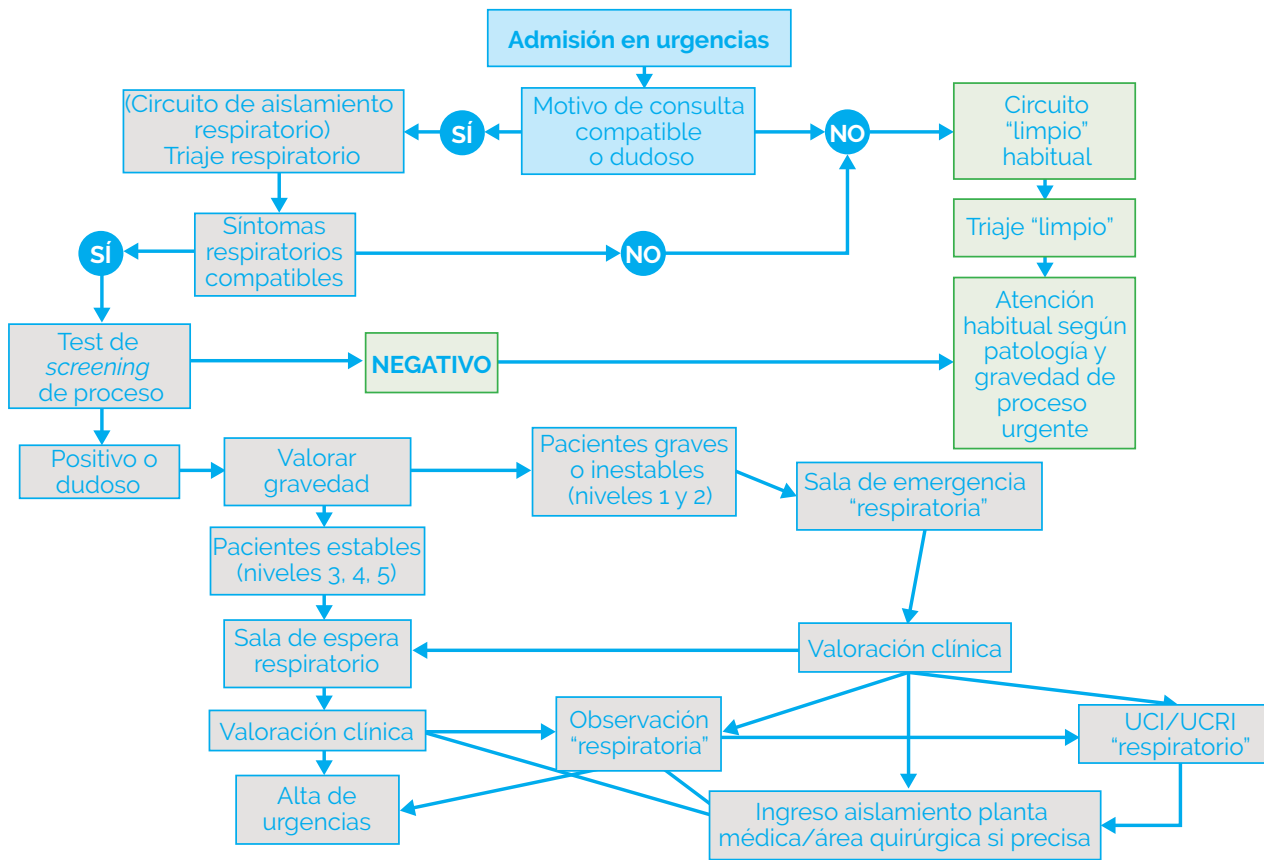 Admisión en urgencias
(Circuito de aislamiento
respiratorio)
Triaje respiratorio
SÍ
Motivo de consulta
compatible
o dudoso
NO
Circuito
“limpio”
habitual
Síntomas
respiratorios
compatibles
SÍ
NO
Triaje “limpio”
Test de
screening
de proceso
NEGATIVO
Atención
habitual según
patología y
gravedad de
proceso
urgente
Positivo o
dudoso
Valorar
gravedad
Pacientes graves
o inestables
(niveles 1 y 2)
Sala de emergencia
“respiratoria”
Pacientes estables
(niveles 3, 4, 5)
Sala de espera
respiratorio
Valoración clínica
Valoración clínica
Observación
“respiratoria”
UCI/UCRI
“respiratorio”
Alta de
urgencias
Ingreso aislamiento planta
médica/área quirúrgica si precisa